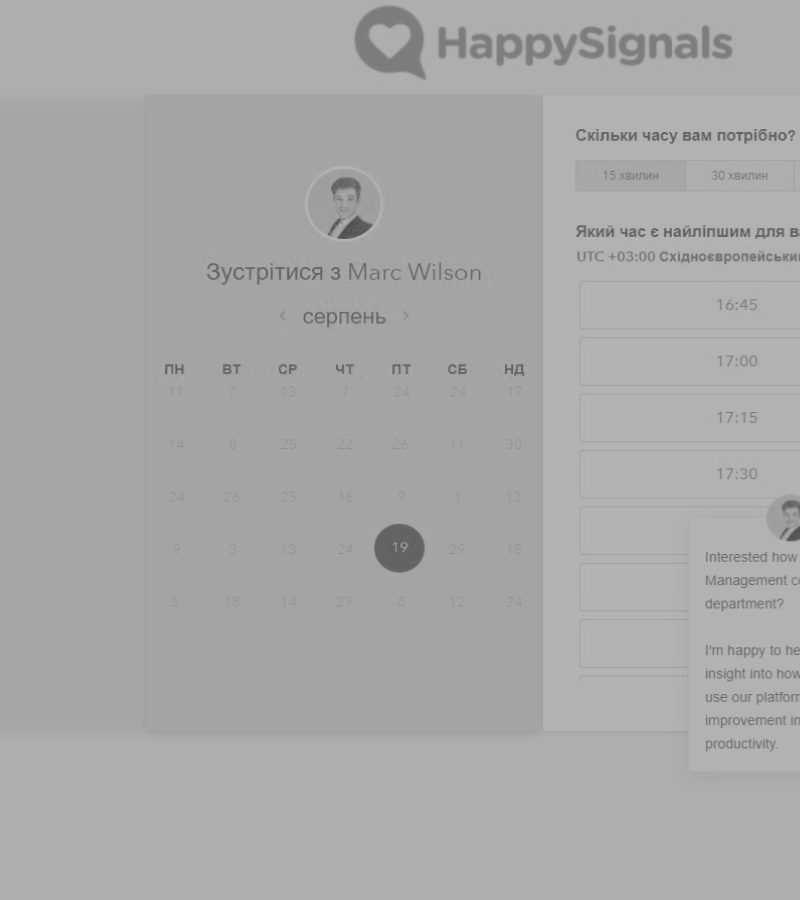 HappySignals
Зустрітися з Marc Wilson
серпень
ПН ВТ СР ЧТ ПТ СБ НД
11 7 13 7 24 24 17
14 8 25 22 26 11 30
24 26 25 16 9 1 13
9 3 13 24 19 29 15
5 18 14 29 8 12 24
Скільки часу вам потрібно?
15 хвилин 30 хвилин
Який час є найліпшим для
UTC +03:00
16:45
17:00
17:15
17:30
Interested how
Management
department?
I'm happy to
insight into how
use our
improvement in
productivity.